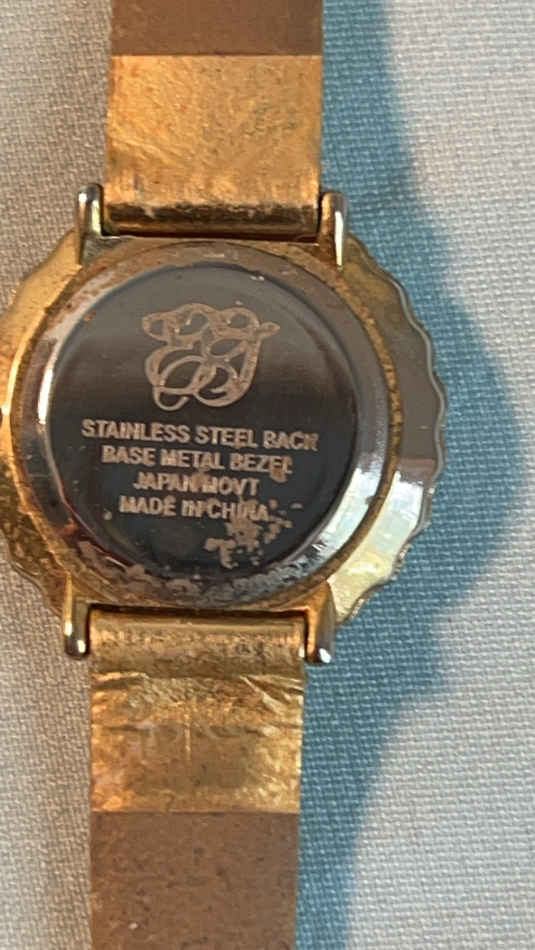 STAINLESS STEEL BACK
BASE METAL BEZEL
JAPAN MOVT
MADE IN CHINA